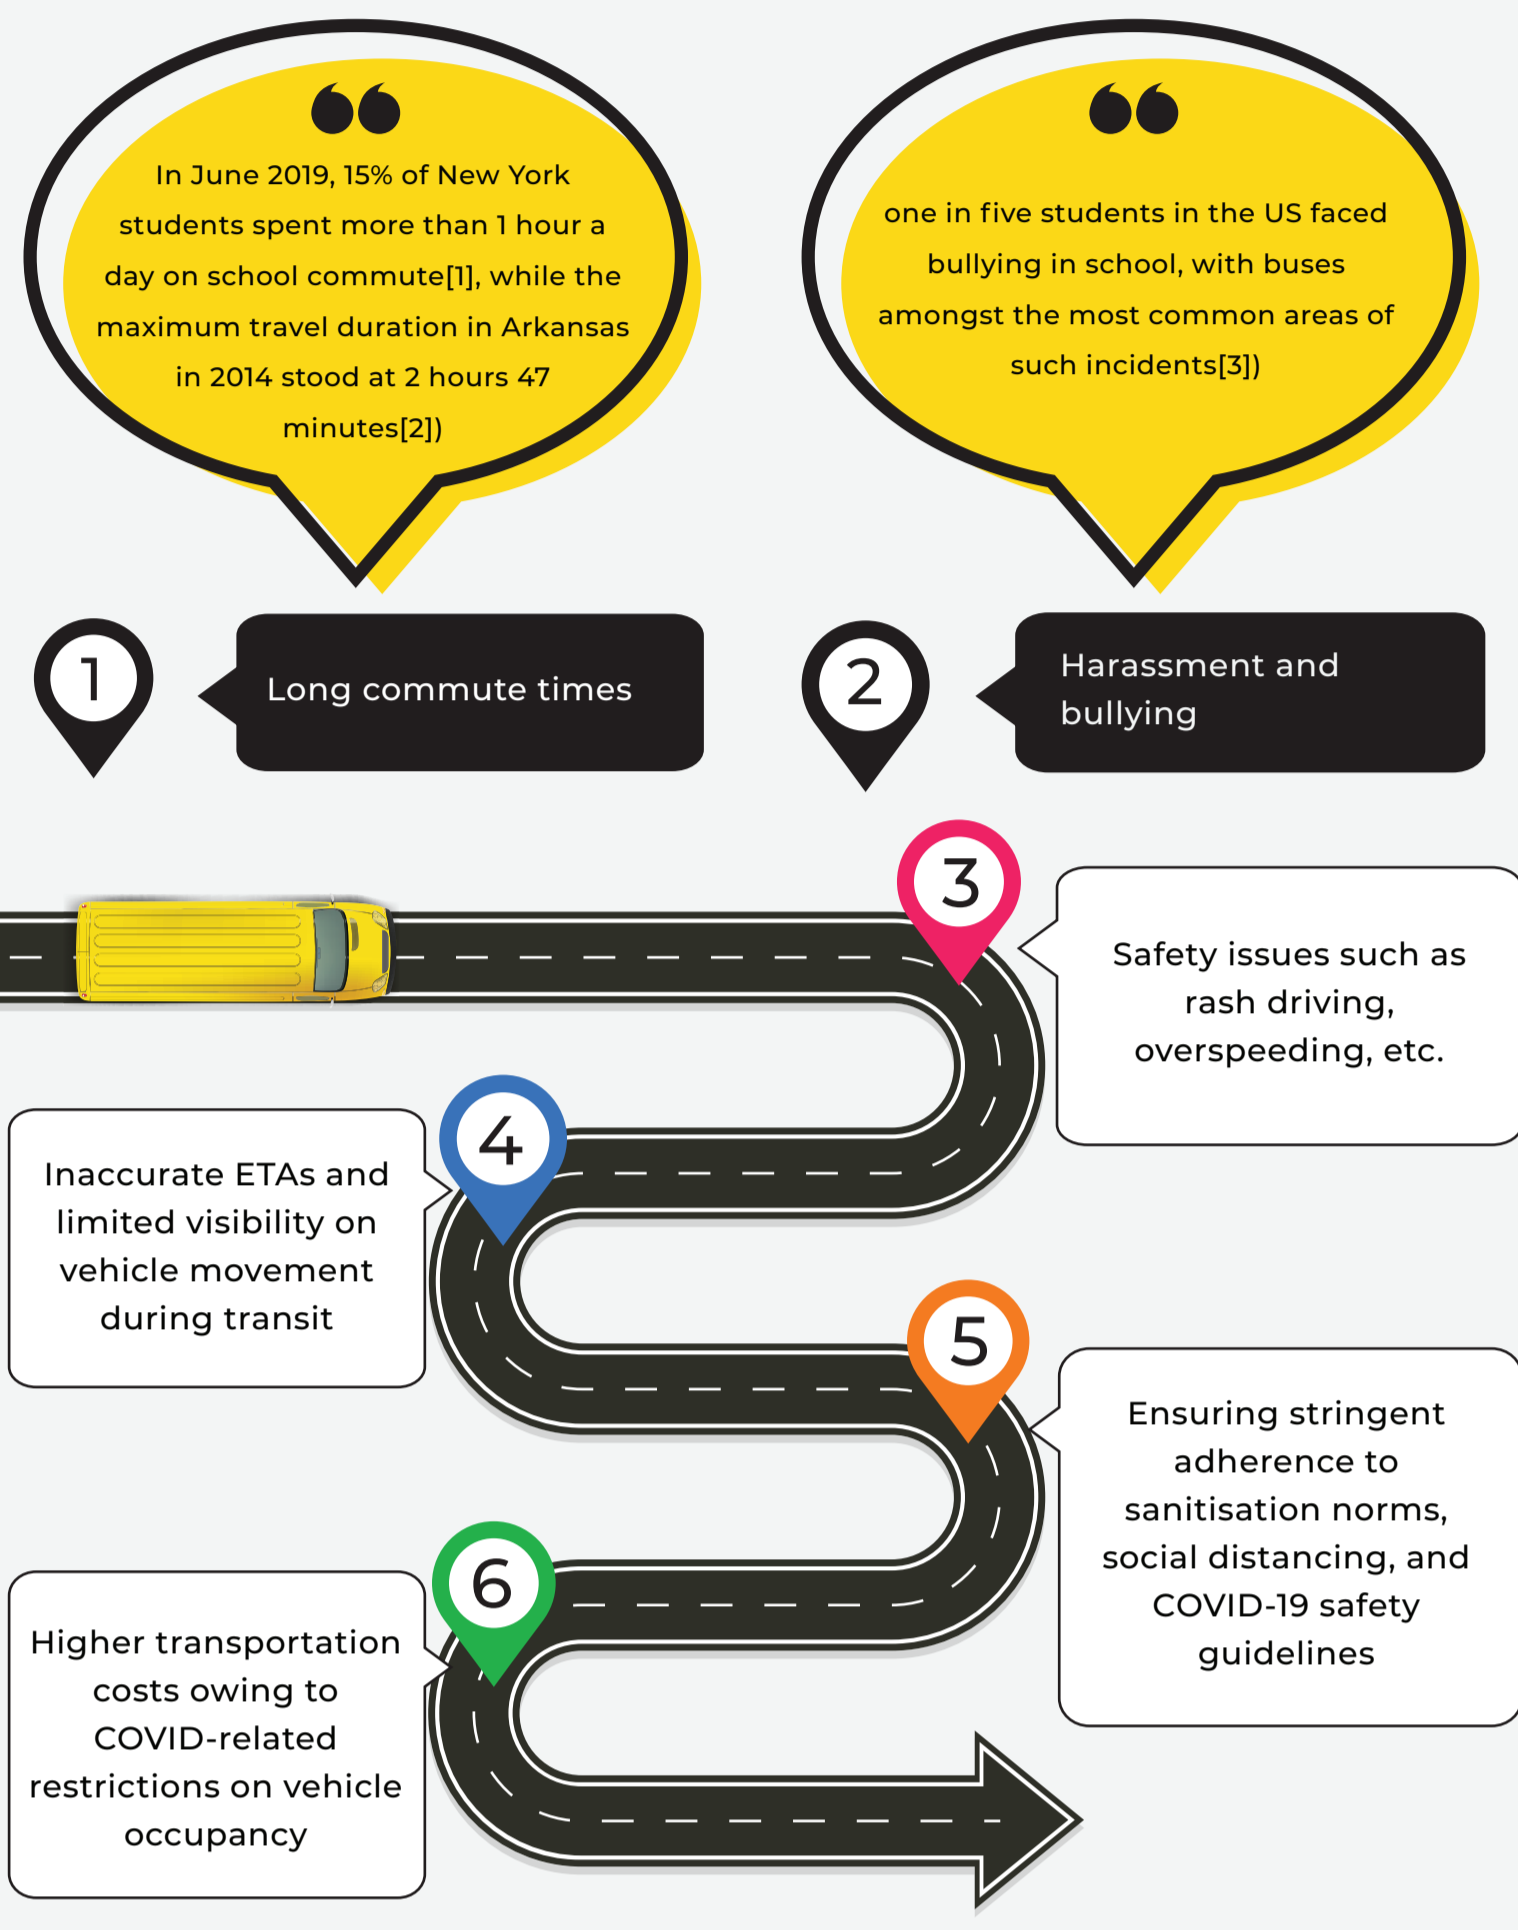 In June 2019, 15% of New York
students spent more than 1 hour a
day on school commute[1], while the
maximum travel duration in Arkansas
in 2014 stood at 2 hours 47
minutes[2])
one in five students in the US faced
bullying in school, with buses
amongst the most common areas of
such incidents[3])
1
Long commute times
2
Harassment and
bullying
3
Safety issues such as
rash driving,
overspeeding, etc.
4
Inaccurate ETAs and
limited visibility on
vehicle movement
during transit
5
Ensuring stringent
adherence to
sanitisation norms,
social distancing, and
COVID-19 safety
guidelines
6
Higher transportation
costs owing to
COVID-related
restrictions on vehicle
occupancy